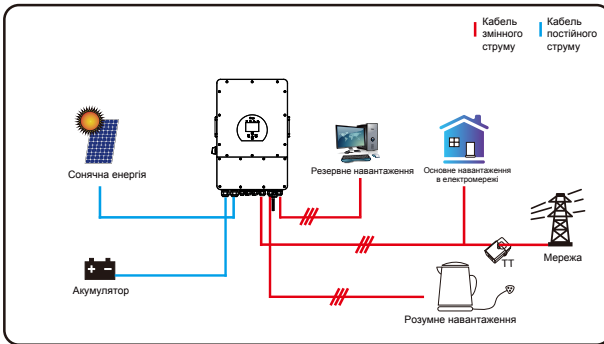 Кабель
змінного
струму
Кабель
постійного
струму
Сонячна енергія
Резервне навантаження
Основне навантаження
в електромережі
ТТ
Мережа
Акумулятор
Розумне навантаження